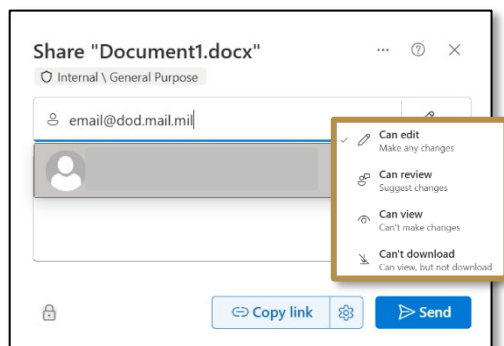 Share "Document1.docx"
Internal \ General Purpose
email@dod.mail.mil
Can edit
Make any changes
Can review
Suggest changes
Can view
Can't make changes
Can't download
Can view, but not download
Copy link
Send